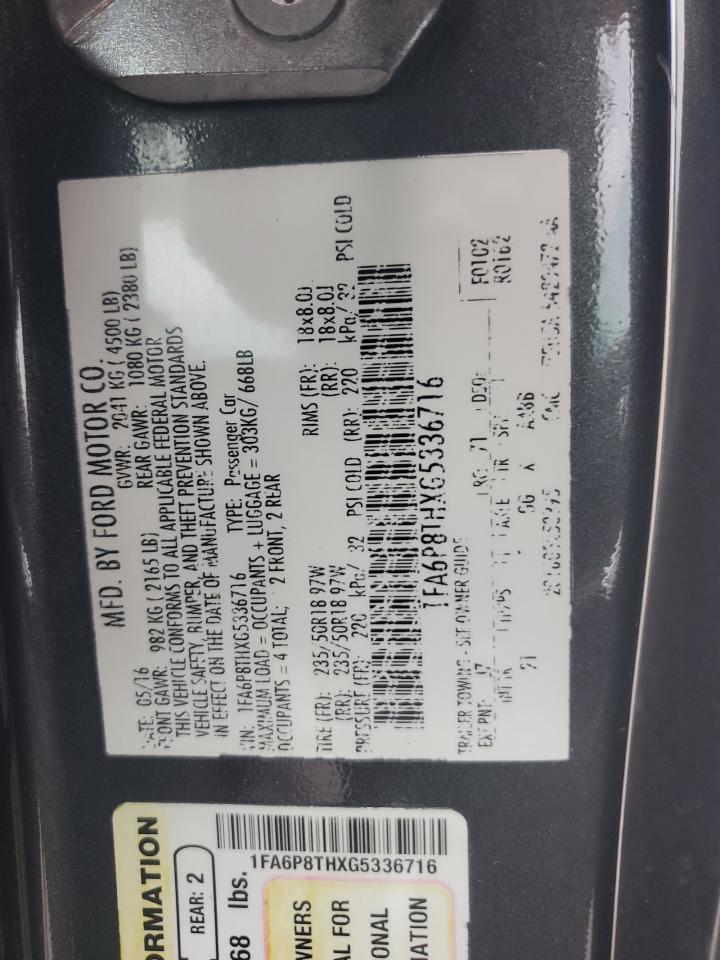 MFD. BY FORD MOTOR CO.
DATE: 05/16 GVWR: 2041 KG ( 4500 LB)
FRONT GAWR: 982 KG ( 2165 LB) REAR GAWR: 1080 KG ( 2380 LB)
THIS VEHICLE CONFORMS TO ALL APPLICABLE FEDERAL MOTOR
VEHICLE SAFETY, BUMPER, AND THEFT PREVENTION STANDARDS
IN EFFECT ON THE DATE OF MANUFACTURE SHOWN ABOVE.
VIN: 1FA6P8THXG5336716 TYPE: Passenger Car
MAXIMUM LOAD = OCCUPANTS + LUGGAGE = 303KG/ 668LB
OCCUPANTS = 4 TOTAL; 2 FRONT, 2 REAR
TIRE (FR): 235/50R18 97W RIMS (FR): 18x8.0J
(RR): 235/50R18 97W (RR): 18x8.0J
PRESSURE (FR): 220 kPa/ 32 PSI COLD (RR): 220 kPa/ 32 PSI COLD
1FA6P8THXG5336716
TRAILER TOWING - SEE OWNER GUIDE
F0102
R0102
EXT PNT: J7
ORMATION
REAR: 2
68 lbs.
1FA6P8THXG5336716
WNERS
AL FOR
ONAL
ATION